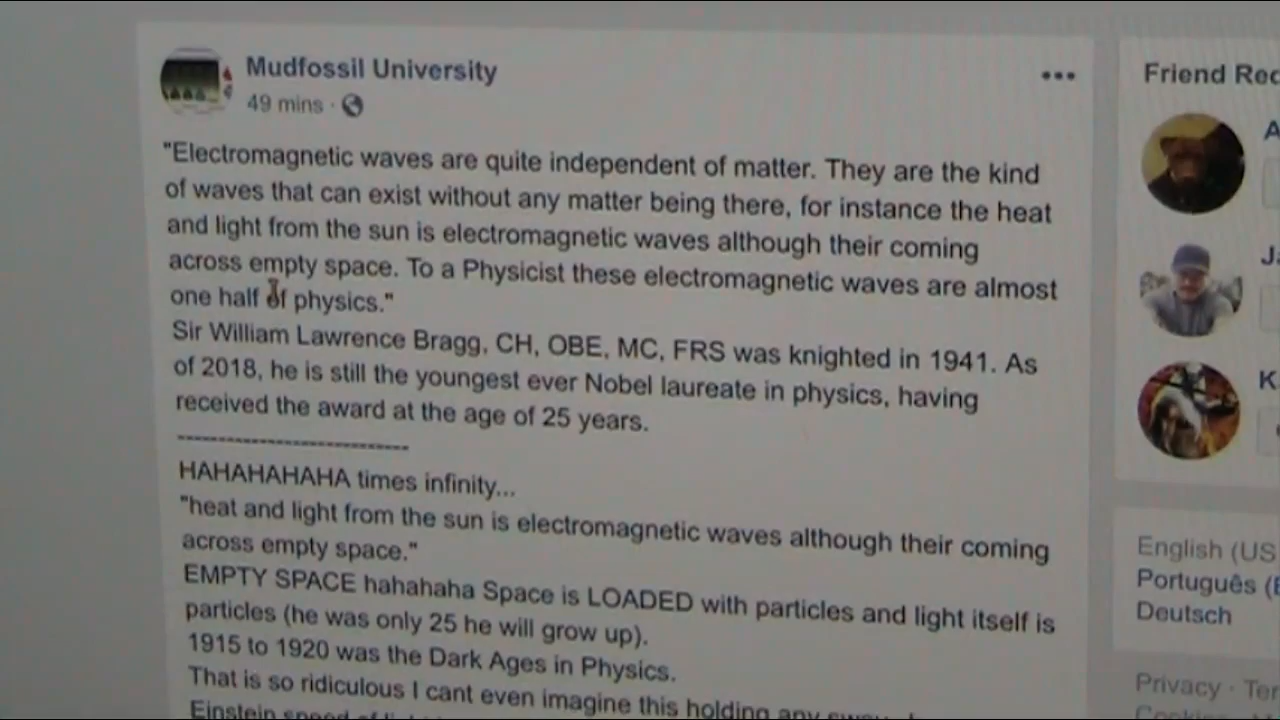 Mudfossil University
49 mins ·
"Electromagnetic waves are quite independent of matter. They are the kind
of waves that can exist without any matter being there, for instance the heat
and light from the sun is electromagnetic waves although their coming
across empty space. To a Physicist these electromagnetic waves are almost
one half of physics."
Sir William Lawrence Bragg, CH, OBE, MC, FRS was knighted in 1941. As
of 2018, he is still the youngest ever Nobel laureate in physics, having
received the award at the age of 25 years.
------------------------------
HAHAHAHAHA times infinity...
"heat and light from the sun is electromagnetic waves although their coming
across empty space."
EMPTY SPACE hahahaha Space is LOADED with particles and light itself is
particles (he was only 25 he will grow up).
1915 to 1920 was the Dark Ages in Physics.
That is so ridiculous I cant even imagine this holding any
Einstein speed of
Friend Rec
A
Ja
K
English (US
Português (
Deutsch
Privacy · Ter